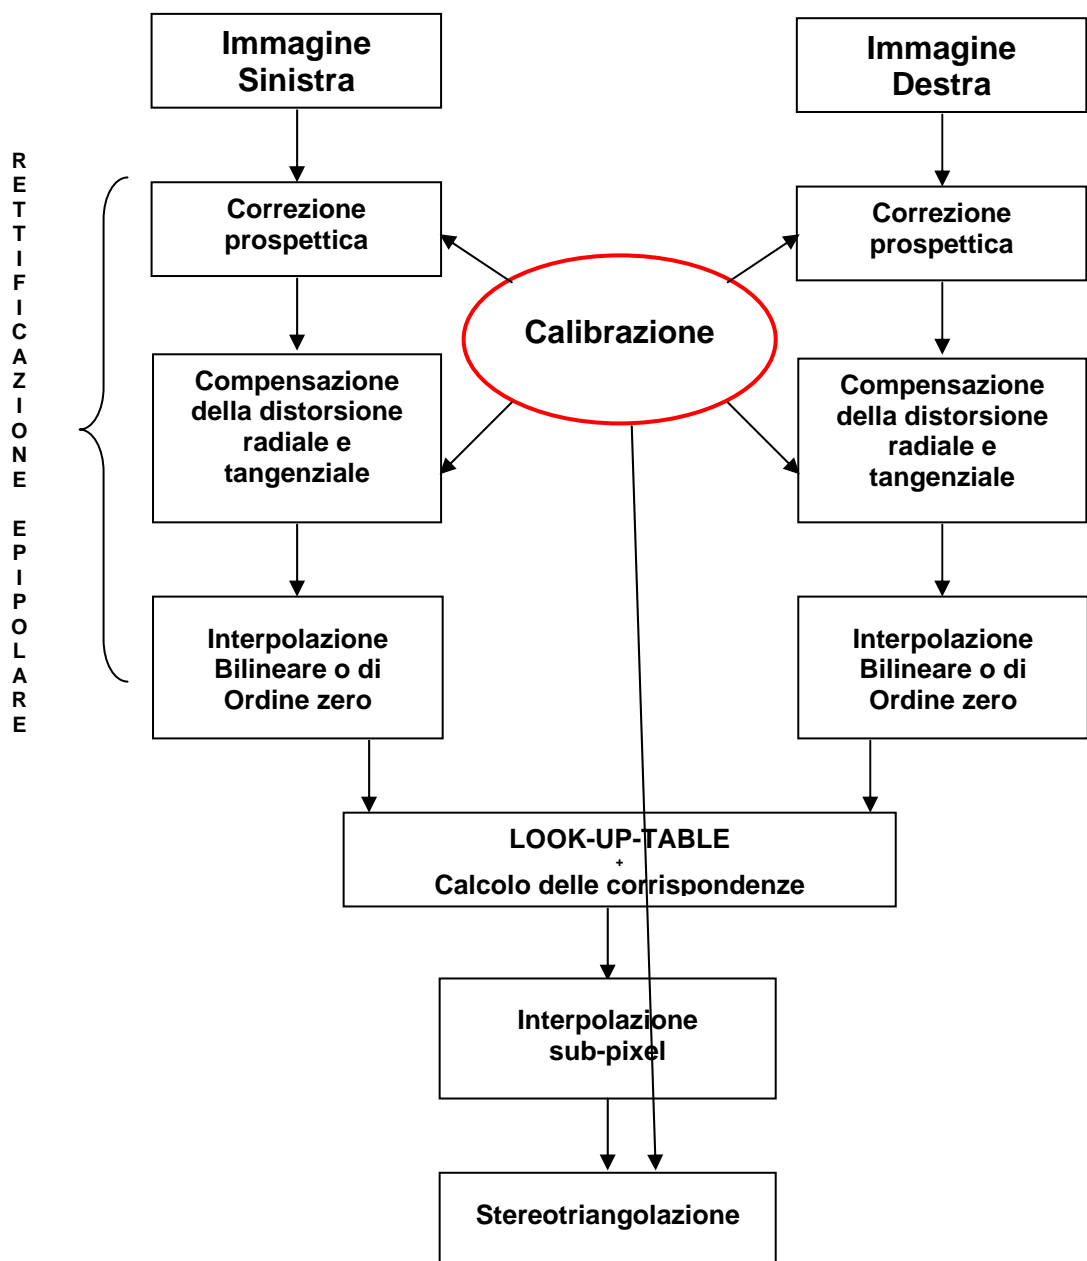 Immagine
Sinistra
Immagine
Destra
RETTIFICAZIONE EPIPOLARE
Correzione
prospettica
Correzione
prospettica
Calibrazione
Compensazione
della distorsione
radiale e
tangenziale
Compensazione
della distorsione
radiale e
tangenziale
Interpolazione
Bilineare o di
Ordine zero
Interpolazione
Bilineare o di
Ordine zero
LOOK-UP-TABLE
+
Calcolo delle corrispondenze
Interpolazione
sub-pixel
Stereotriangolazione